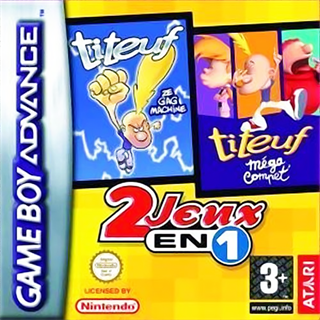 GAME BOY ADVANCE
titeuf
ZE GAG
MACHINE
titeuf
méga
compet'
2 Jeux
EN 1
LICENSED BY
Nintendo
3+
www.pegi.info
ATARI